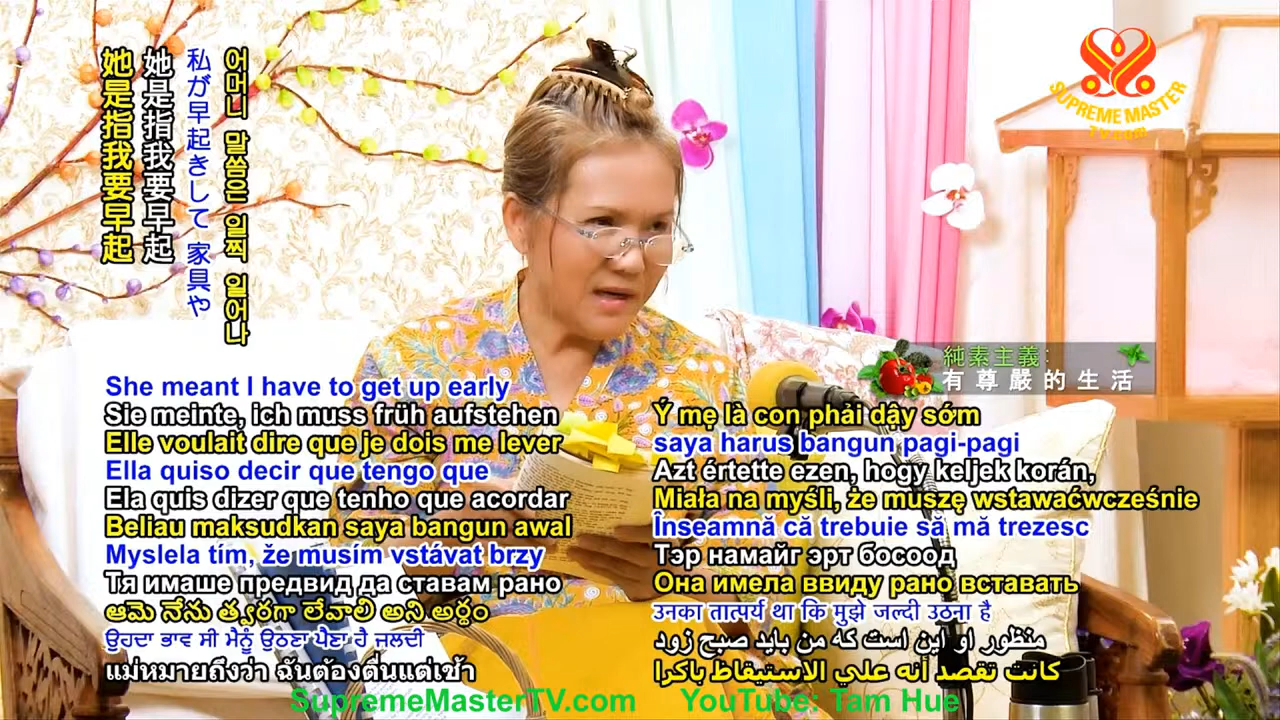 어머니 말씀은 일찍 일어나
私が早起きして 家具や
她是指我要早起
她是指我要早起
SUPREME MASTER
TV.com
純素主義:
有尊嚴的生活
She meant I have to get up early
Sie meinte, ich muss früh aufstehen
Elle voulait dire que je dois me lever
Ella quiso decir que tengo que
Ela quis dizer que tenho que acordar
Beliau maksudkan saya bangun awal
Myslela tím, že musím vstávat brzy
Тя имаше предвид да ставам рано
ఆమె నేను త్వరగా లేవాలి అని అర్థం
ਉਹਦਾ ਭਾਵ ਸੀ ਮੈਨੂੰ ਉਠਣਾ ਪੈਣਾ ਹੈ ਜਲਦੀ
แม่หมายถึงว่า ฉันต้องตื่นแต่เช้า
Ý mẹ là con phải dậy sớm
saya harus bangun pagi-pagi
Azt értette ezen, hogy keljek korán,
Miała na myśli, że muszę wstawaćwcześnie
Înseamnă că trebuie să mă trezesc
Тэр намайг эрт босоод
Она имела ввиду рано вставать
उनका तात्पर्य था कि मुझे जल्दी उठना है
منظور او این است که من باید صبح زود
كانت تقصد أنه علي الاستيقاظ باكرا
SupremeMasterTV.com YouTube: Tam Hue